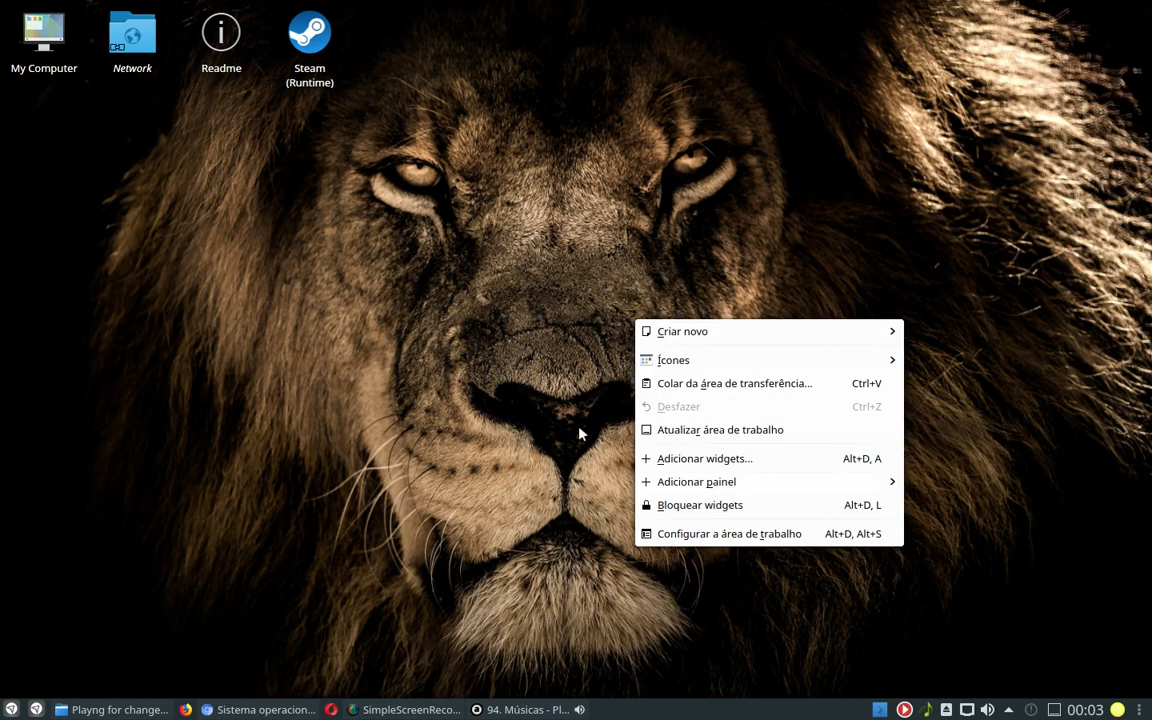 My Computer
Network
Readme
Steam
(Runtime)
Criar novo
Ícones
Colar da área de transferência... Ctrl+V
Desfazer Ctrl+Z
Atualizar área de trabalho
Adicionar widgets... Alt+D, A
Adicionar painel
Bloquear widgets Alt+D, L
Configurar a área de trabalho Alt+D, Alt+S
Playng for change... Sistema operacion... SimpleScreenReco... 94. Músicas - Pl... 00:03